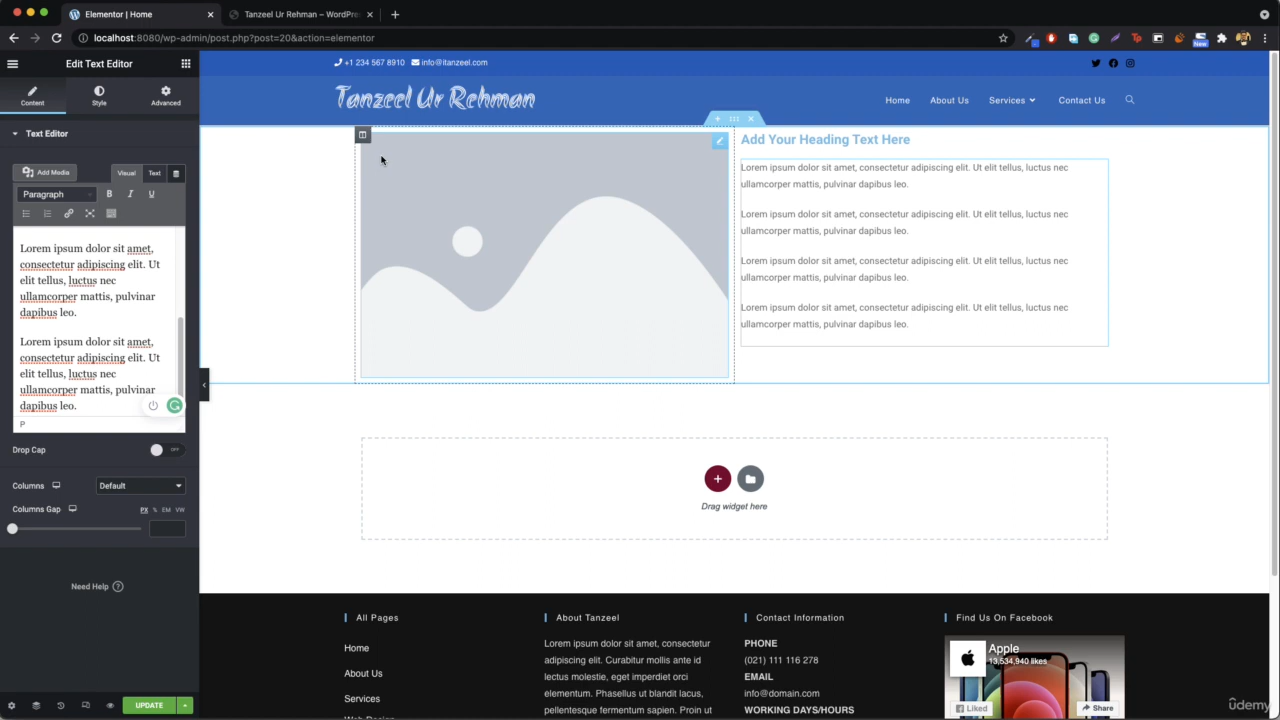 Elementor | Home
Tanzeel Ur Rehman – WordPre
localhost:8080/wp-admin/post.php?post=20&action=elementor
New
Edit Text Editor
Content
Style
Advanced
Text Editor
Add
Visual
Text
Paragraph
B
I
U
Lorem ipsum dolor sit amet,
consectetur adipiscing elit. Ut
elit tellus, luctus nec
ullamcorper mattis, pulvinar
dapibus leo.
Lorem ipsum dolor sit amet,
consectetur adipiscing elit. Ut
elit tellus, luctus nec
ullamcorper mattis, pulvinar
dapibus leo.
P
Drop Cap
OFF
Columns
Default
Columns Gap
PX % EM VW
Need Help
UPDATE
+1 234 567 8910
info@itanzeel.com
Tanzeel Ur Rehman
Home
About Us
Services
Contact Us
Add Your Heading Text Here
Lorem ipsum dolor sit amet, consectetur adipiscing elit. Ut elit tellus, luctus nec
ullamcorper mattis, pulvinar dapibus leo.
Lorem ipsum dolor sit amet, consectetur adipiscing elit. Ut elit tellus, luctus nec
ullamcorper mattis, pulvinar dapibus leo.
Lorem ipsum dolor sit amet, consectetur adipiscing elit. Ut elit tellus, luctus nec
ullamcorper mattis, pulvinar dapibus leo.
Lorem ipsum dolor sit amet, consectetur adipiscing elit. Ut elit tellus, luctus nec
ullamcorper mattis, pulvinar dapibus leo.
Drag widget here
All Pages
Home
About Us
Services
Web Design
About Tanzeel
Lorem ipsum dolor sit amet, consectetur
adipiscing elit. Curabitur mollis ante id
lectus molestie, eget imperdiet orci
elementum. Phasellus ut blandit lacus,
pellentesque fermentum sapien. Proin ut
Contact Information
PHONE
(021) 111 116 278
EMAIL
info@domain.com
WORKING DAYS/HOURS
Find Us On Facebook
Apple
13,534,940 likes
Liked
Share
ûdemy